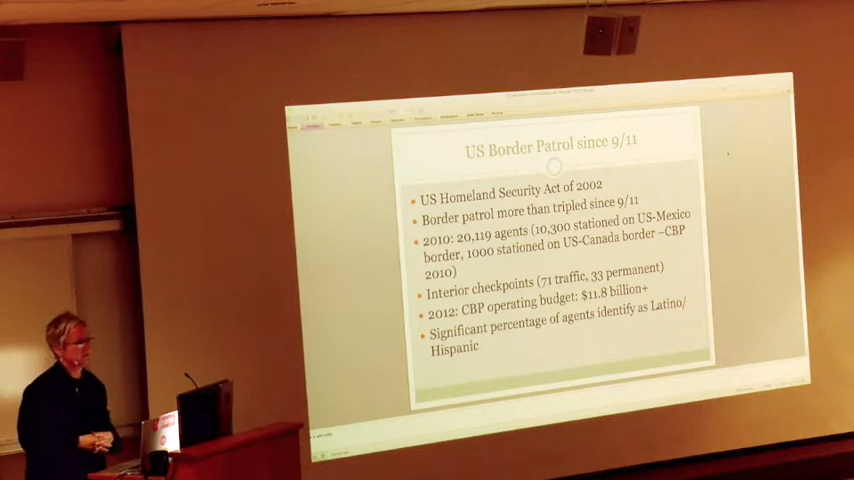 US Border Patrol since 9/11
• US Homeland Security Act of 2002
• Border patrol more than tripled since 9/11
• 2010: 20,119 agents (10,300 stationed on US-Mexico
border, 1000 stationed on US-Canada border –CBP
2010)
• Interior checkpoints (71 traffic, 33 permanent)
• 2012: CBP operating budget: $11.8 billion+
• Significant percentage of agents identify as Latino/
Hispanic